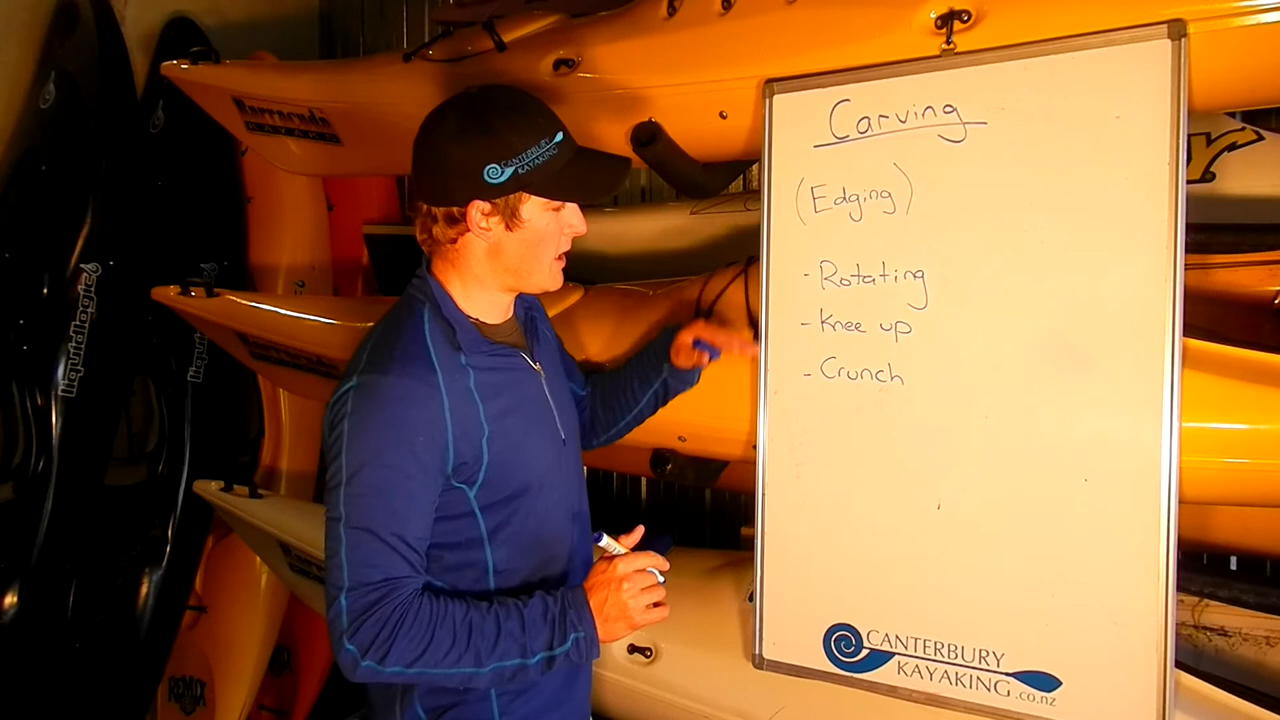 Carving
(Edging)
- Rotating
- Knee up
- Crunch
CANTERBURY
KAYAKING.co.nz
CANTERBURY
KAYAKING
Barracuda
KAYAKS
liquidlogic
REMIX